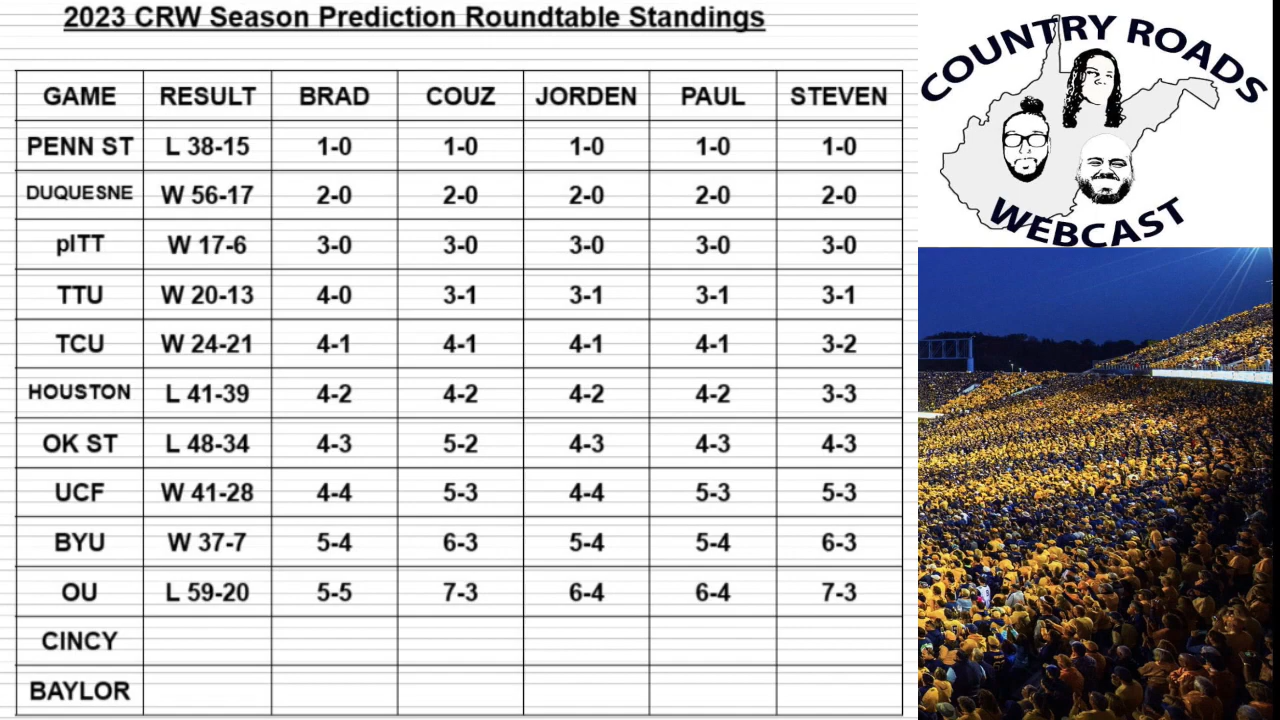 2023 CRW Season Prediction Roundtable Standings
GAME RESULT BRAD COUZ JORDEN PAUL STEVEN
PENN ST L 38-15 1-0 1-0 1-0 1-0 1-0
DUQUESNE W 56-17 2-0 2-0 2-0 2-0 2-0
pITT W 17-6 3-0 3-0 3-0 3-0 3-0
TTU W 20-13 4-0 3-1 3-1 3-1 3-1
TCU W 24-21 4-1 4-1 4-1 4-1 3-2
HOUSTON L 41-39 4-2 4-2 4-2 4-2 3-3
OK ST L 48-34 4-3 5-2 4-3 4-3 4-3
UCF W 41-28 4-4 5-3 4-4 5-3 5-3
BYU W 37-7 5-4 6-3 5-4 5-4 6-3
OU L 59-20 5-5 7-3 6-4 6-4 7-3
CINCY
BAYLOR
COUNTRY ROADS
WEBCAST